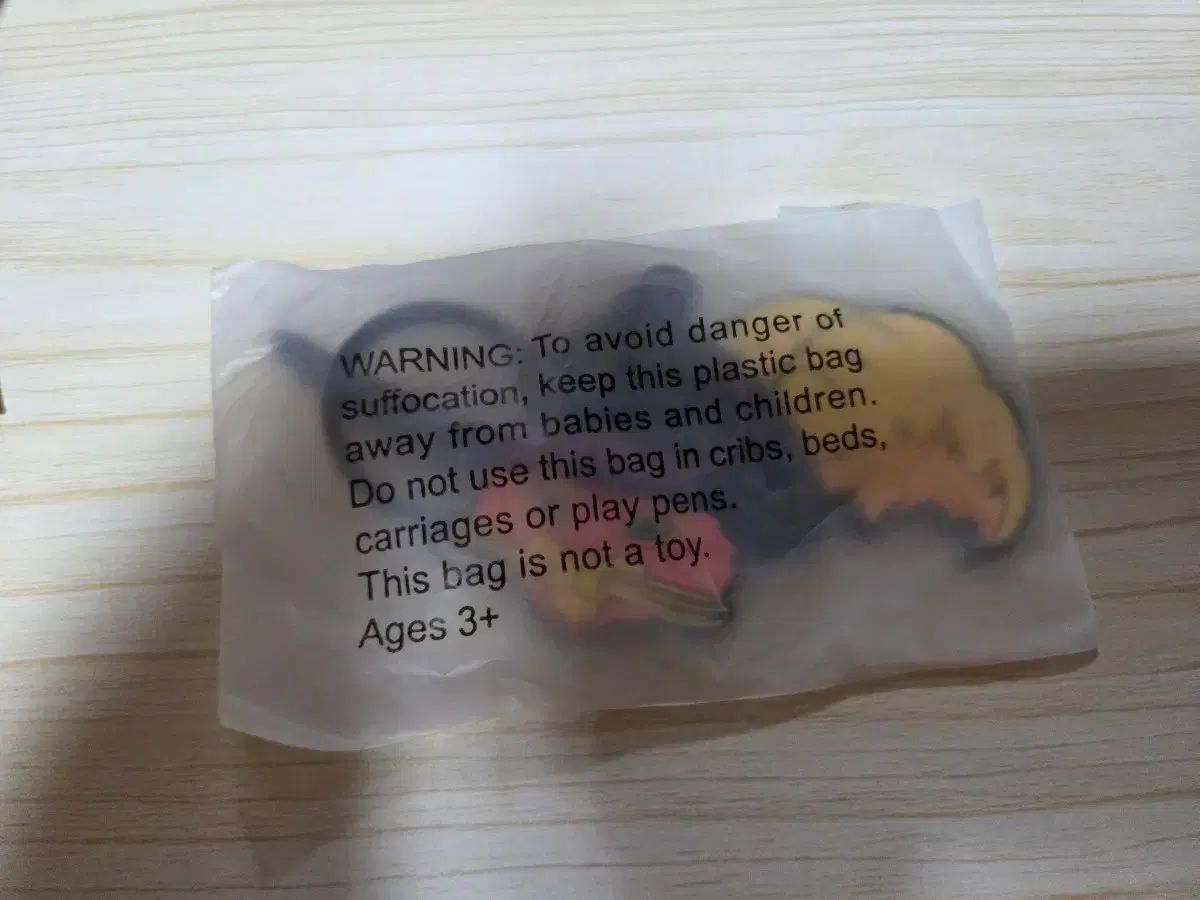 WARNING: To avoid danger of
suffocation, keep this plastic bag
away from babies and children.
Do not use this bag in cribs, beds,
carriages or play pens.
This bag is not a toy.
Ages 3+